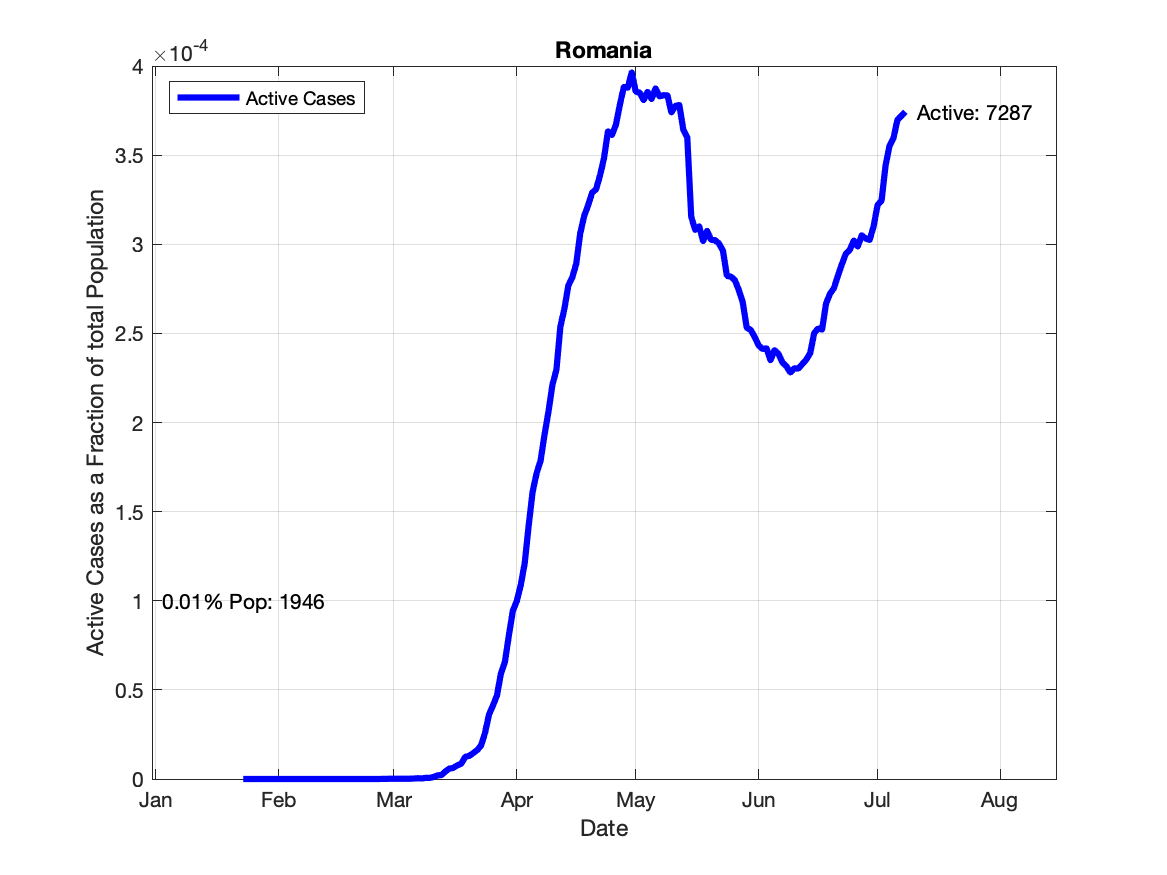 Romania
×10-4
Active Cases
Active: 7287
4
3.5
3
2.5
2
1.5
1
0.5
0
0.01% Pop: 1946
Active Cases as a Fraction of total Population
Jan Feb Mar Apr May Jun Jul Aug
Date